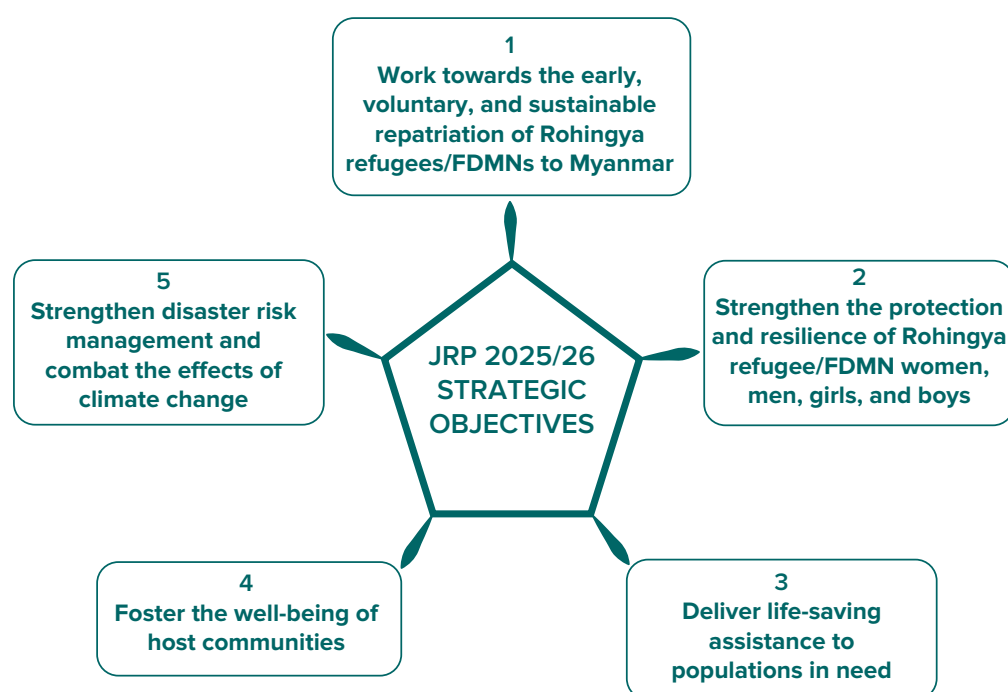 1
Work towards the early,
voluntary, and sustainable
repatriation of Rohingya
refugees/FDMNs to Myanmar
5
Strengthen disaster risk
management and
combat the effects of
climate change
JRP 2025/26
STRATEGIC
OBJECTIVES
2
Strengthen the protection
and resilience of Rohingya
refugee/FDMN women,
men, girls, and boys
4
Foster the well-being of
host communities
3
Deliver life-saving
assistance to
populations in need